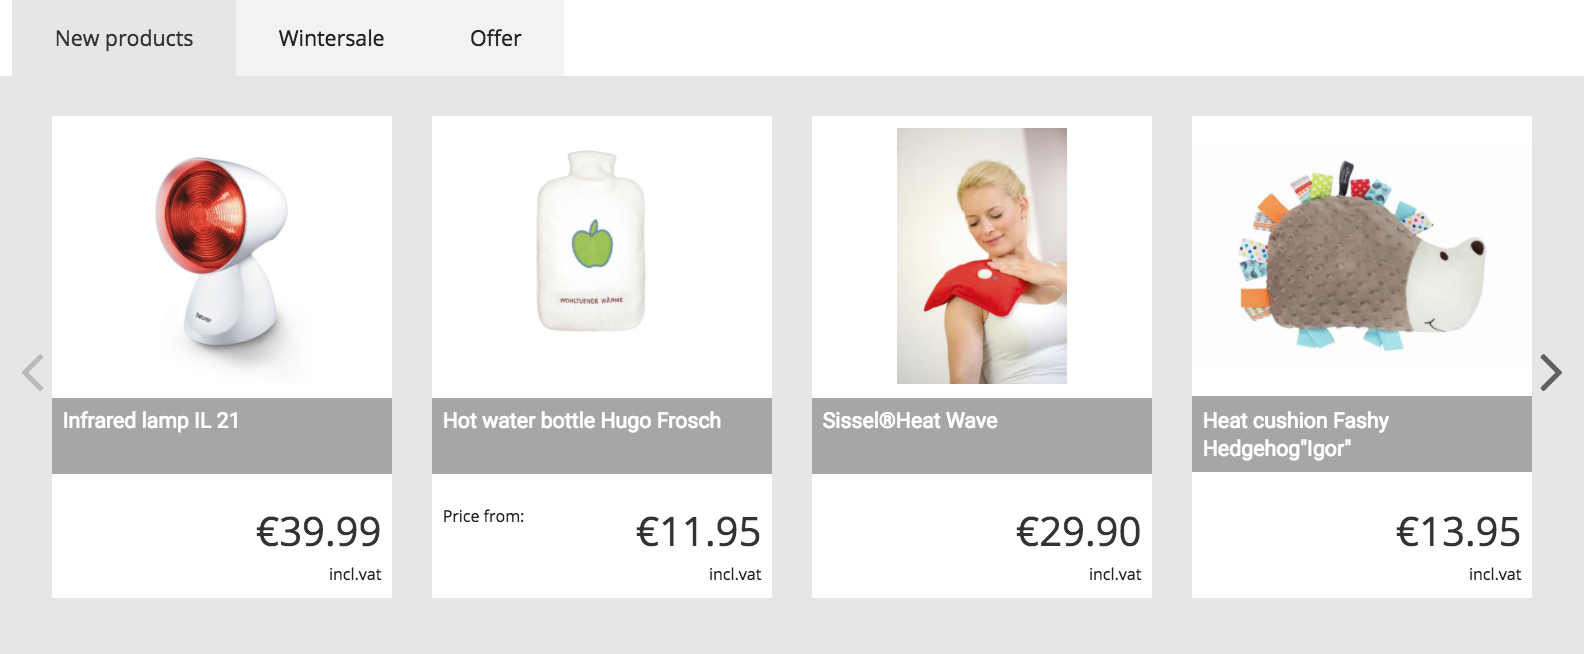 New products
Wintersale
Offer
beurer
WOHLTUENDE WÄRME
Infrared lamp IL 21
Hot water bottle Hugo Frosch
Sissel®Heat Wave
Heat cushion Fashy
Hedgehog"Igor"
€39.99
incl.vat
Price from:
€11.95
incl.vat
€29.90
incl.vat
€13.95
incl.vat